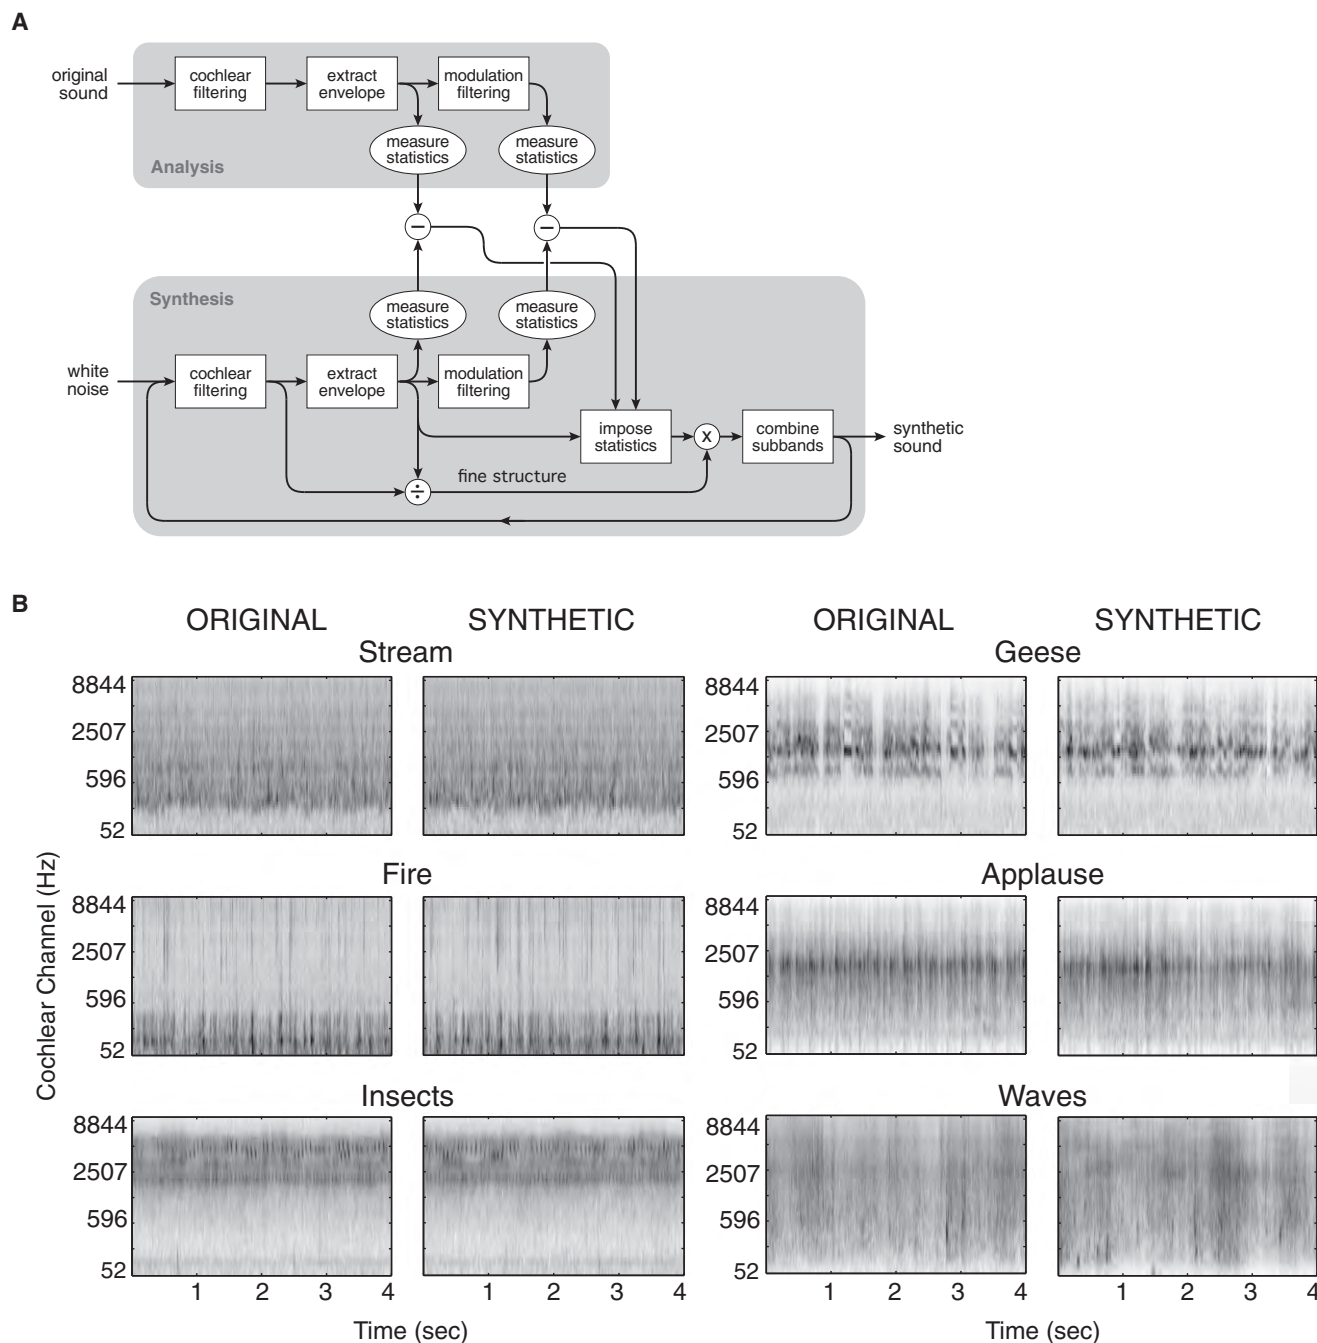 A
original
sound
cochlear
filtering
extract
envelope
modulation
filtering
measure
statistics
measure
statistics
Analysis
−
−
Synthesis
measure
statistics
measure
statistics
white
noise
cochlear
filtering
extract
envelope
modulation
filtering
impose
statistics
x
combine
subbands
synthetic
sound
fine structure
÷
B
ORIGINAL
SYNTHETIC
ORIGINAL
SYNTHETIC
Stream
Geese
8844
2507
596
52
8844
2507
596
52
Cochlear Channel (Hz)
Fire
Applause
8844
2507
596
52
8844
2507
596
52
Insects
Waves
8844
2507
596
52
8844
2507
596
52
1 2 3 4
1 2 3 4
1 2 3 4
1 2 3 4
Time (sec)
Time (sec)